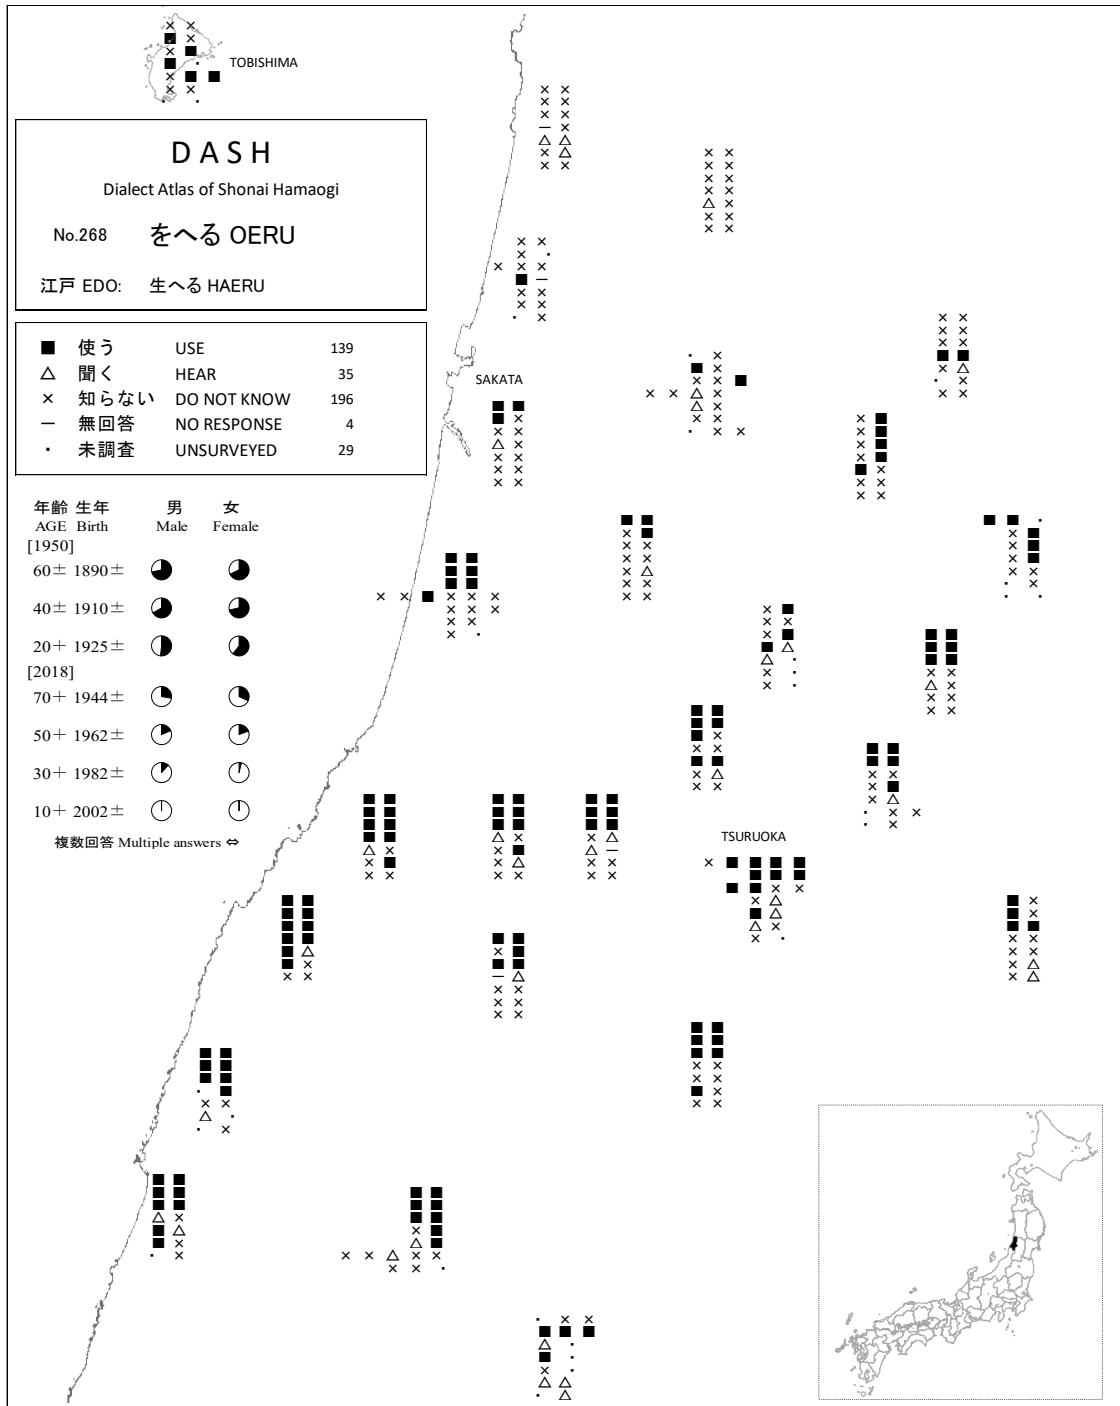 TOBISHIMA
DASH
Dialect Atlas of Shonai Hamaogi
No.268 をへる OERU
江戸 EDO: 生へる HAERU
■ 使う USE 139
△ 聞く HEAR 35
× 知らない DO NOT KNOW 196
— 無回答 NO RESPONSE 4
・ 未調査 UNSURVEYED 29
SAKATA
年齢 生年 男 女
AGE Birth Male Female
[1950]
60± 1890±
40± 1910±
20+ 1925±
[2018]
70+ 1944±
50+ 1962±
30+ 1982±
10+ 2002±
複数回答 Multiple answers ⇔
TSURUOKA